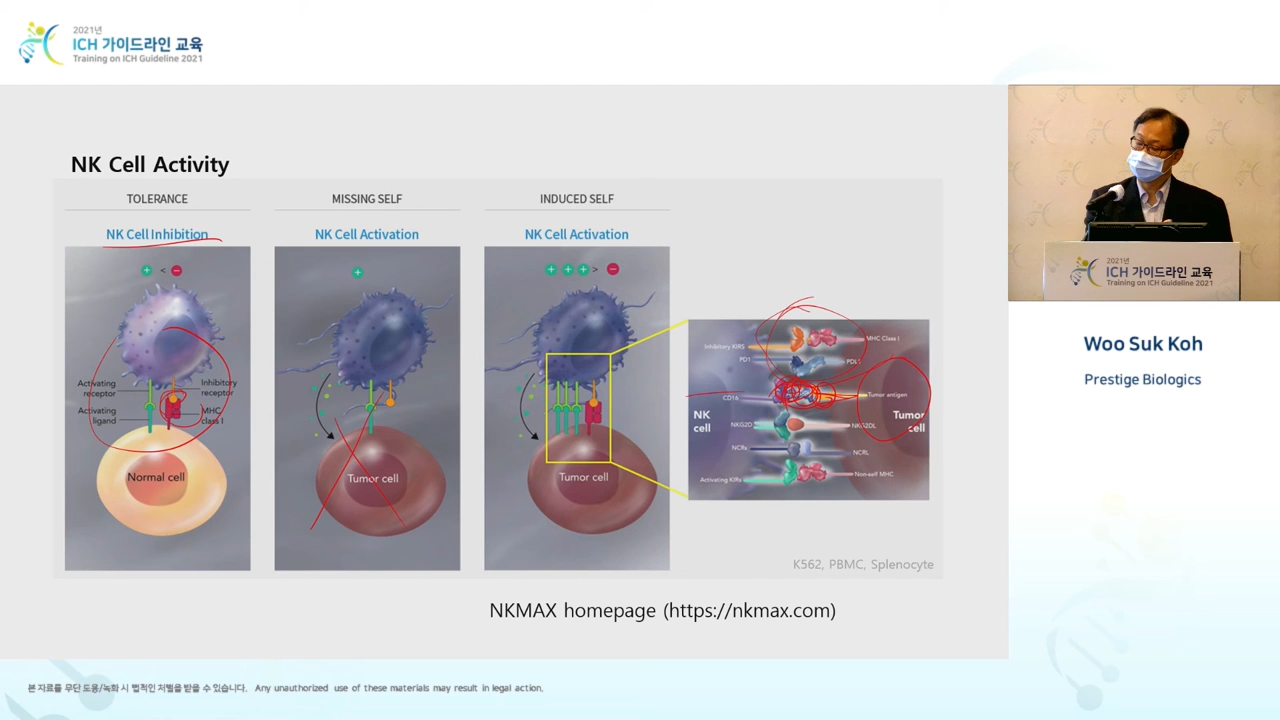 2021년
ICH 가이드라인 교육
Training on ICH Guideline 2021
NK Cell Activity
TOLERANCE
MISSING SELF
INDUCED SELF
NK Cell Inhibition
NK Cell Activation
NK Cell Activation
+ < −
+
+ + + > −
Activating receptor
Inhibitory receptor
Activating ligand
MHC class I
Normal cell
Tumor cell
Tumor cell
Inhibitory KIRS
MHC Class I
PD1
PDL1
CD16
Tumor antigen
NK cell
Tumor cell
NKG2D
NKG2DL
NCRs
NCRL
Activating KIRs
Non-self MHC
K562, PBMC, Splenocyte
NKMAX homepage (https://nkmax.com)
2021년
ICH 가이드라인 교육
Training on ICH Guideline 2021
Woo Suk Koh
Prestige Biologics
본 자료를 무단 도용/녹화 시 법적인 처벌을 받을 수 있습니다. Any unauthorized use of these materials may result in legal action.